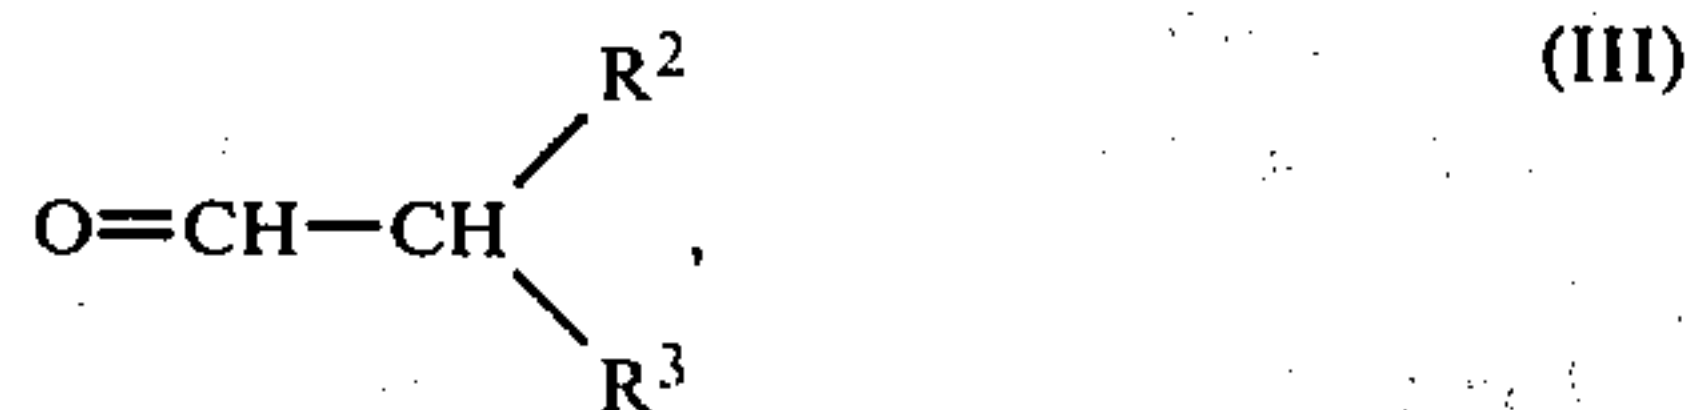 R²
(III)
O=CH—CH
,
R³